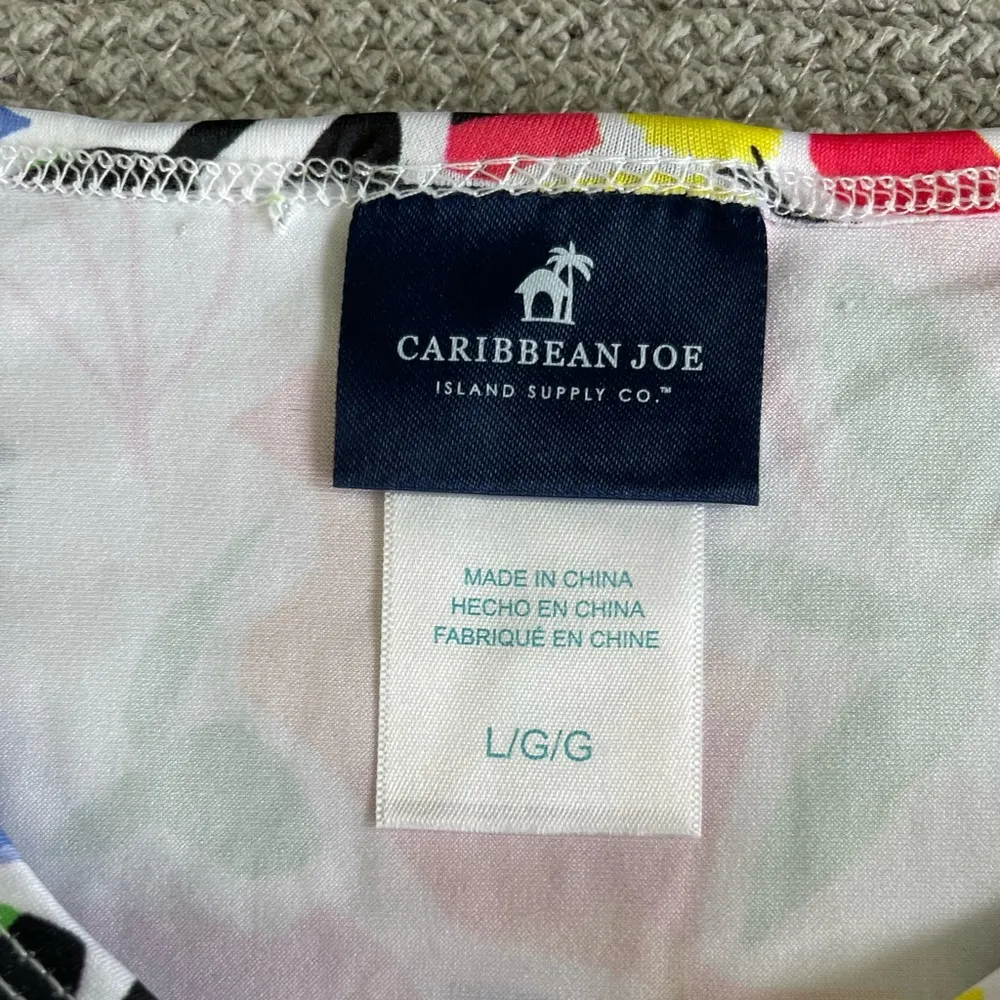 CARIBBEAN JOE
ISLAND SUPPLY CO.™
MADE IN CHINA
HECHO EN CHINA
FABRIQUÉ EN CHINE
L/G/G